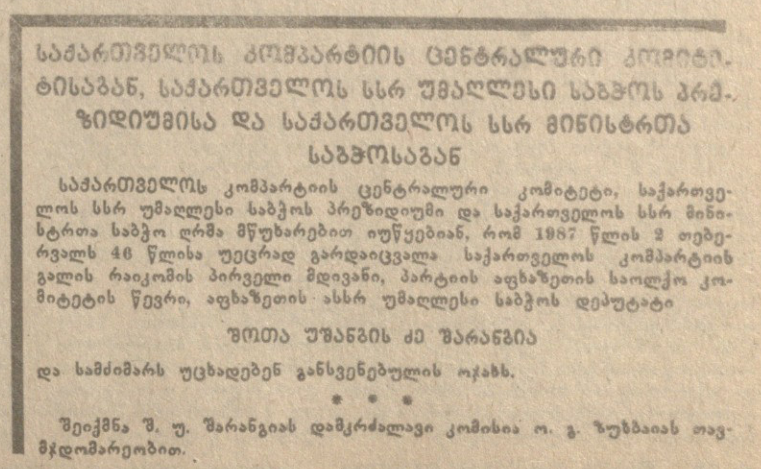 საქართველოს კომპარტიის ცენტრალური კომიტე-
ტისაგან, საქართველოს სსრ უმაღლესი საბჭოს პრე-
ზიდიუმისა და საქართველოს სსრ მინისტრთა
საბჭოსაგან
საქართველოს კომპარტიის ცენტრალური კომიტეტი, საქართვე-
ლოს სსრ უმაღლესი საბჭოს პრეზიდიუმი და საქართველოს სსრ მინი-
სტრთა საბჭო ღრმა მწუხარებით იუწყებიან, რომ 1987 წლის 2 თებე-
რვალს 46 წლისა უეცრად გარდაიცვალა საქართველოს კომპარტიის
გალის რაიკომის პირველი მდივანი, პარტიის აფხაზეთის საოლქო კო-
მიტეტის წევრი, აფხაზეთის ასსრ უმაღლესი საბჭოს დეპუტატი
შოთა უშანგის ძე შარანგია
და სამძიმარს უცხადებენ განსვენებულის ოჯახს.
* * *
შეიქმნა შ. უ. შარანგიას დამკრძალავი კომისია ო. გ. ზუხბაიას თავ-
მჯდომარეობით.